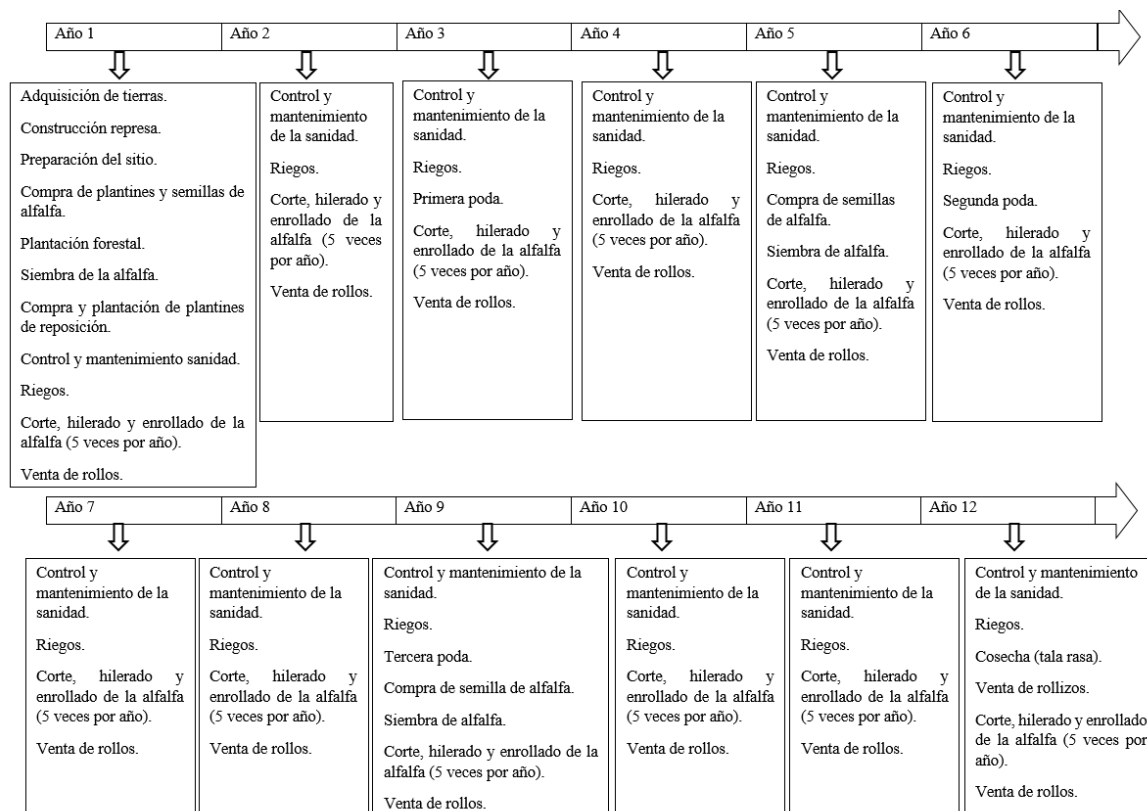 Año 1
Año 2
Año 3
Año 4
Año 5
Año 6
Adquisición de tierras.
Construcción represa.
Preparación del sitio.
Compra de plantines y semillas de
alfalfa.
Plantación forestal.
Siembra de la alfalfa.
Compra y plantación de plantines
de reposición.
Control y mantenimiento sanidad.
Riegos.
Corte, hilerado y enrollado de la
alfalfa (5 veces por año).
Venta de rollos.
Control y
mantenimiento
de la sanidad.
Riegos.
Corte, hilerado y
enrollado de la
alfalfa (5 veces
por año).
Venta de rollos.
Control y
mantenimiento de la
sanidad.
Riegos.
Primera poda.
Corte, hilerado y
enrollado de la alfalfa
(5 veces por año).
Venta de rollos.
Control y
mantenimiento de la
sanidad.
Riegos.
Corte, hilerado y
enrollado de la alfalfa
(5 veces por año).
Venta de rollos.
Control y
mantenimiento de la
sanidad.
Riegos.
Compra de semillas
de alfalfa.
Siembra de alfalfa.
Corte, hilerado y
enrollado de la alfalfa
(5 veces por año).
Venta de rollos.
Control y
mantenimiento de la
sanidad.
Riegos.
Segunda poda.
Corte, hilerado y
enrollado de la alfalfa
(5 veces por año).
Venta de rollos.
Año 7
Año 8
Año 9
Año 10
Año 11
Año 12
Control y
mantenimiento de la
sanidad.
Riegos.
Corte, hilerado y
enrollado de la alfalfa
(5 veces por año).
Venta de rollos.
Control y
mantenimiento de la
sanidad.
Riegos.
Corte, hilerado y
enrollado de la alfalfa
(5 veces por año).
Venta de rollos.
Control y mantenimiento de la
sanidad.
Riegos.
Tercera poda.
Compra de semilla de alfalfa.
Siembra de alfalfa.
Corte, hilerado y enrollado de la
alfalfa (5 veces por año).
Venta de rollos.
Control y
mantenimiento de la
sanidad.
Riegos.
Corte, hilerado y
enrollado de la alfalfa
(5 veces por año).
Venta de rollos.
Control y
mantenimiento de la
sanidad.
Riegos.
Corte, hilerado y
enrollado de la alfalfa
(5 veces por año).
Venta de rollos.
Control y mantenimiento
de la sanidad.
Riegos.
Cosecha (tala rasa).
Venta de rollizos.
Corte, hilerado y enrollado
de la alfalfa (5 veces por
año).
Venta de rollos.